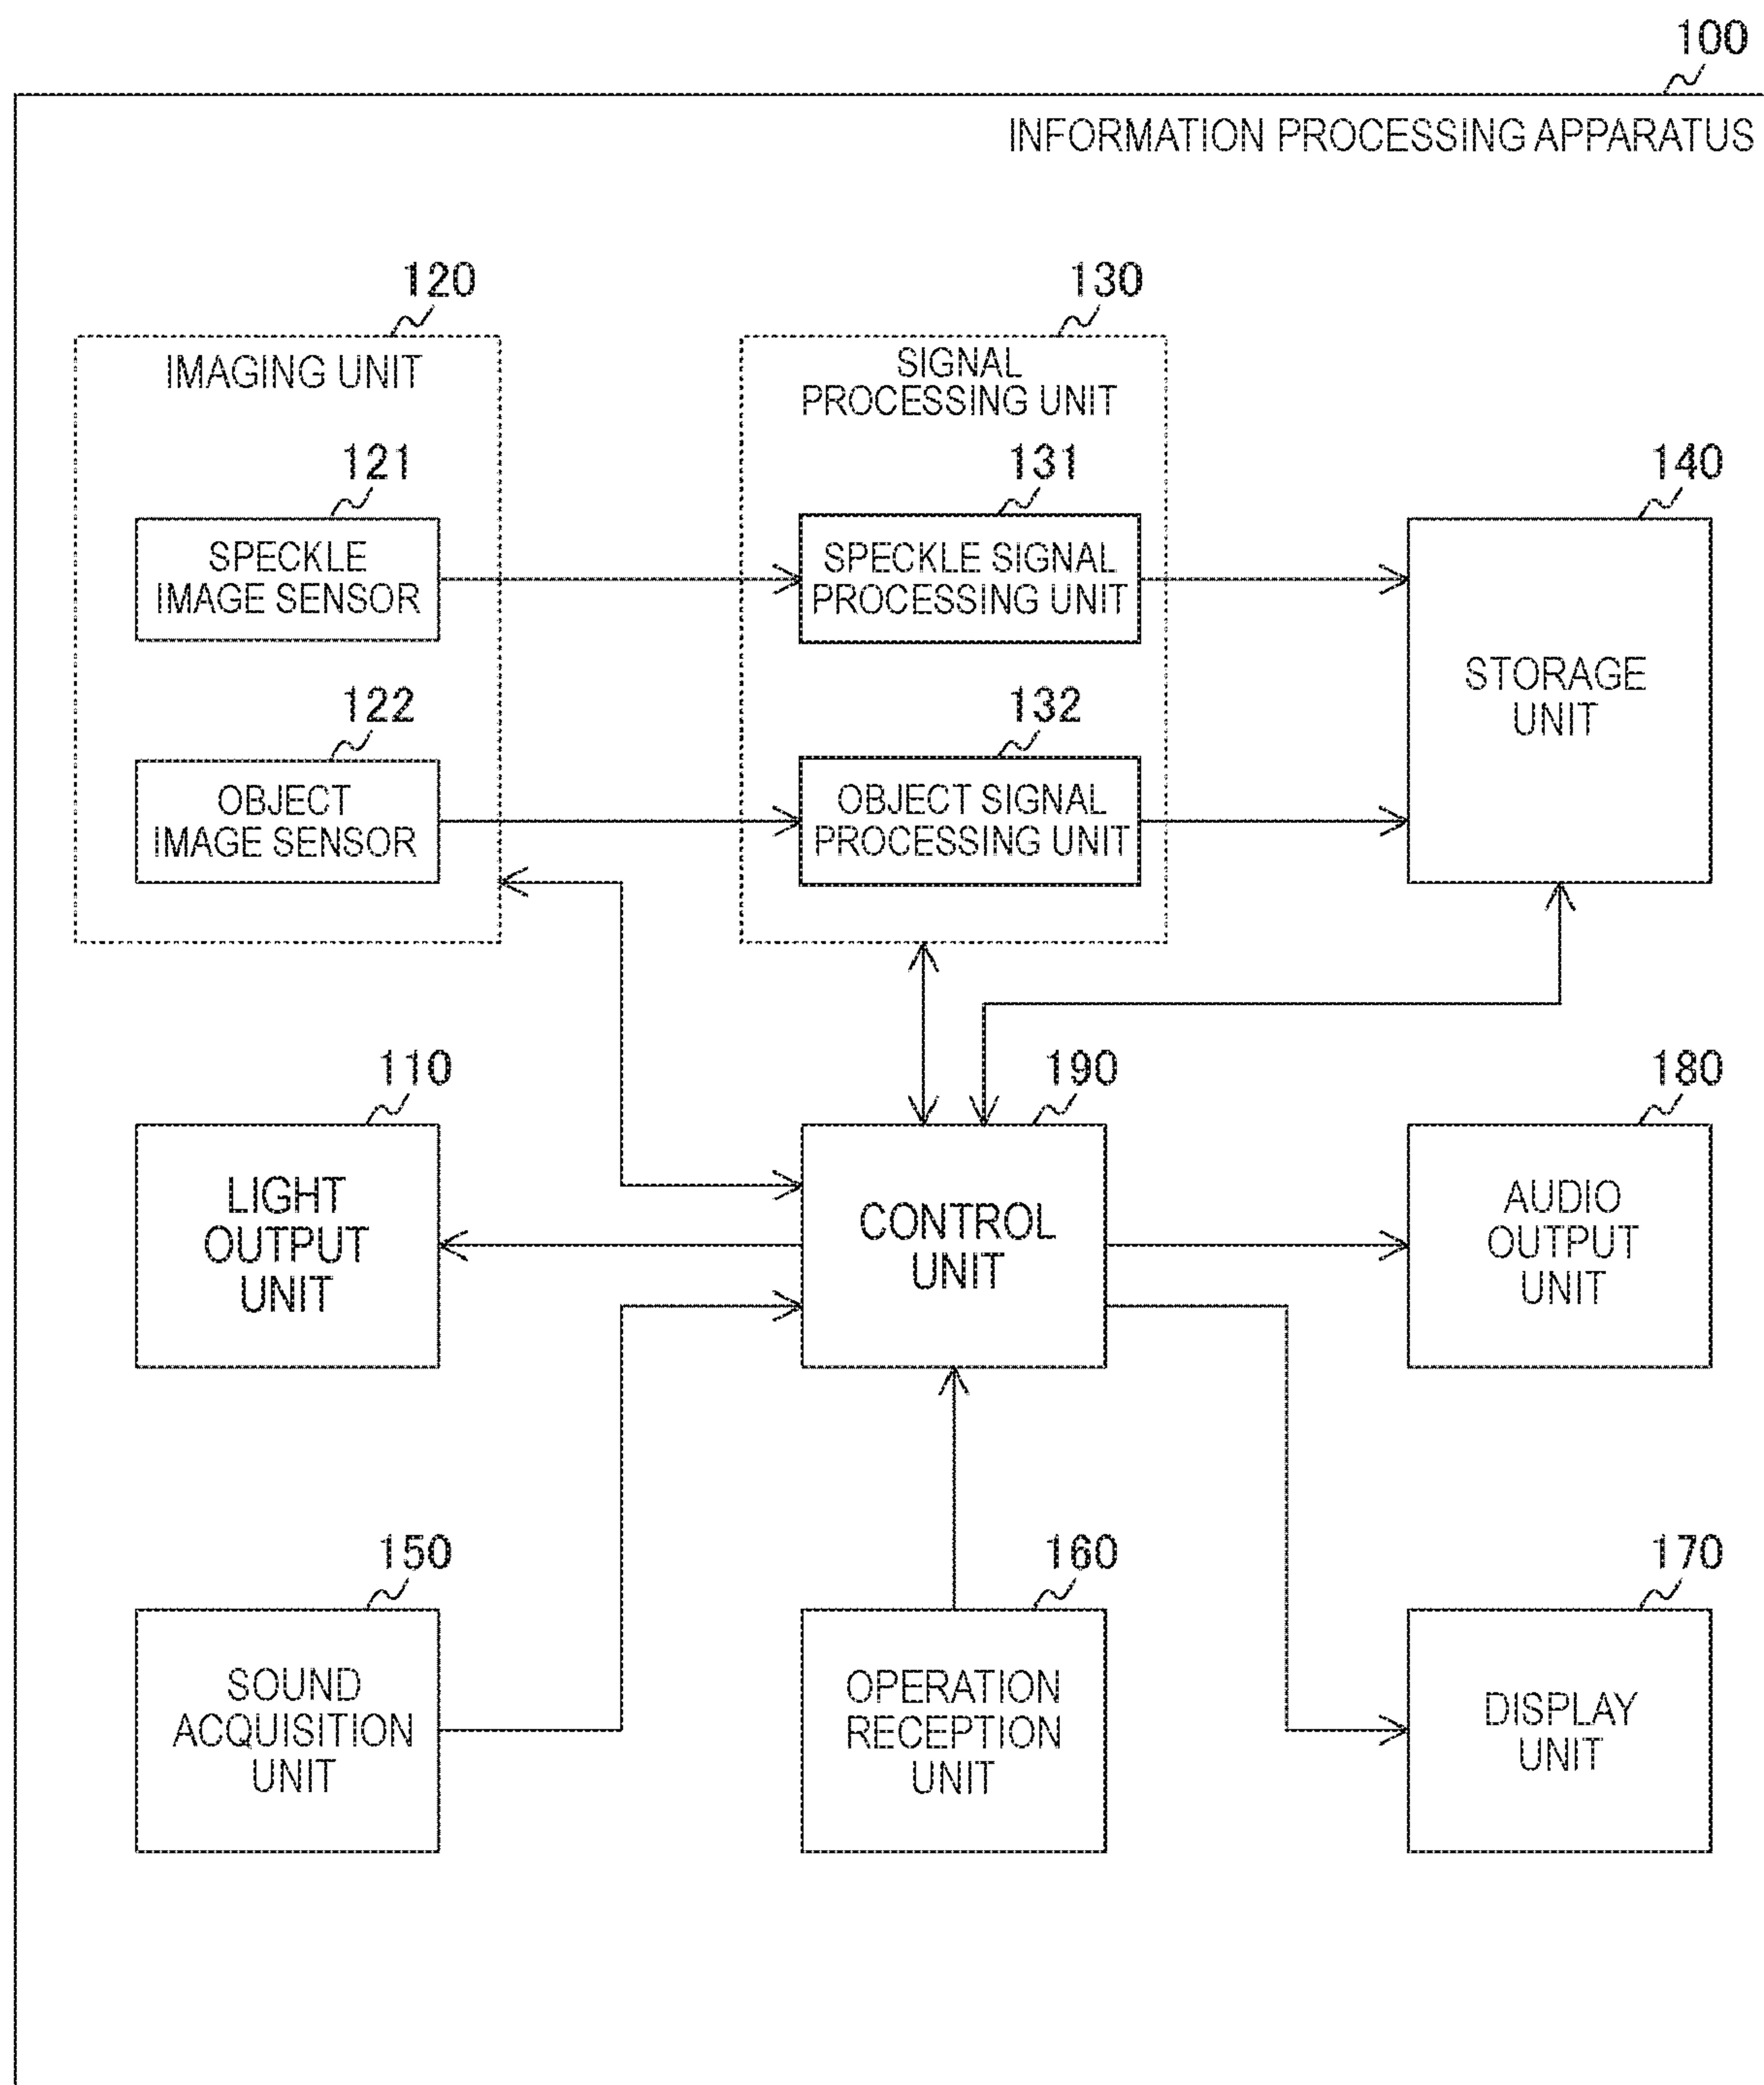 100
INFORMATION PROCESSING APPARATUS
120
IMAGING UNIT
130
SIGNAL
PROCESSING UNIT
121
SPECKLE
IMAGE SENSOR
131
SPECKLE SIGNAL
PROCESSING UNIT
140
STORAGE
UNIT
122
OBJECT
IMAGE SENSOR
132
OBJECT SIGNAL
PROCESSING UNIT
110
LIGHT
OUTPUT
UNIT
190
CONTROL
UNIT
180
AUDIO
OUTPUT
UNIT
150
SOUND
ACQUISITION
UNIT
160
OPERATION
RECEPTION
UNIT
170
DISPLAY
UNIT